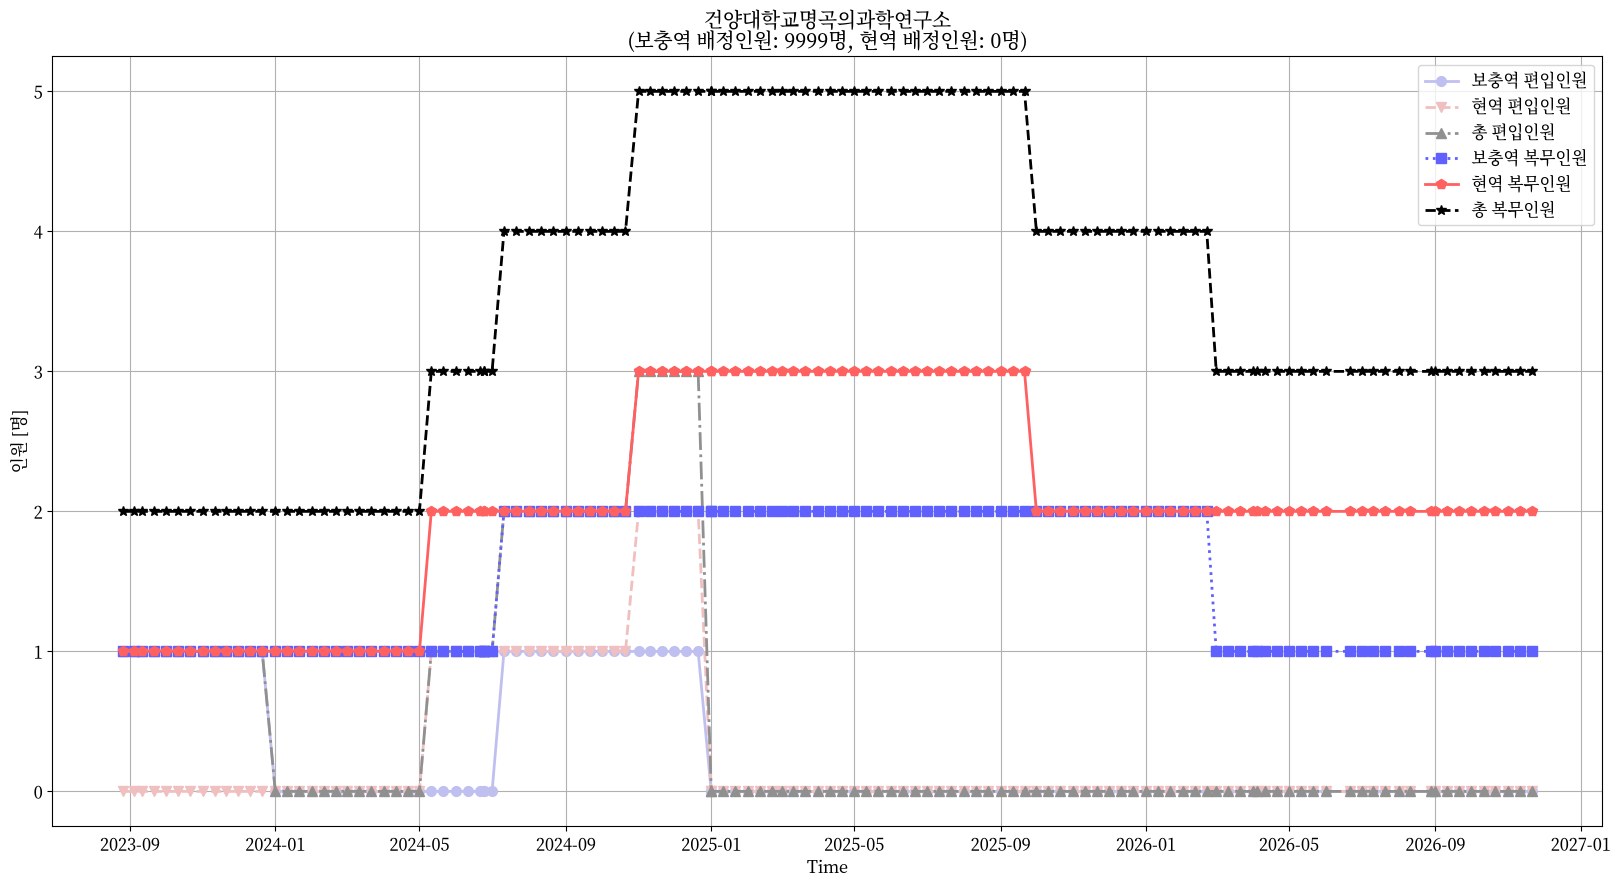 건양대학교명곡의과학연구소
(보충역 배정인원: 9999명, 현역 배정인원: 0명)
보충역 편입인원
현역 편입인원
총 편입인원
보충역 복무인원
현역 복무인원
총 복무인원
인원 [명]
5
4
3
2
1
0
2023-09
2024-01
2024-05
2024-09
2025-01
2025-05
2025-09
2026-01
2026-05
2026-09
2027-01
Time